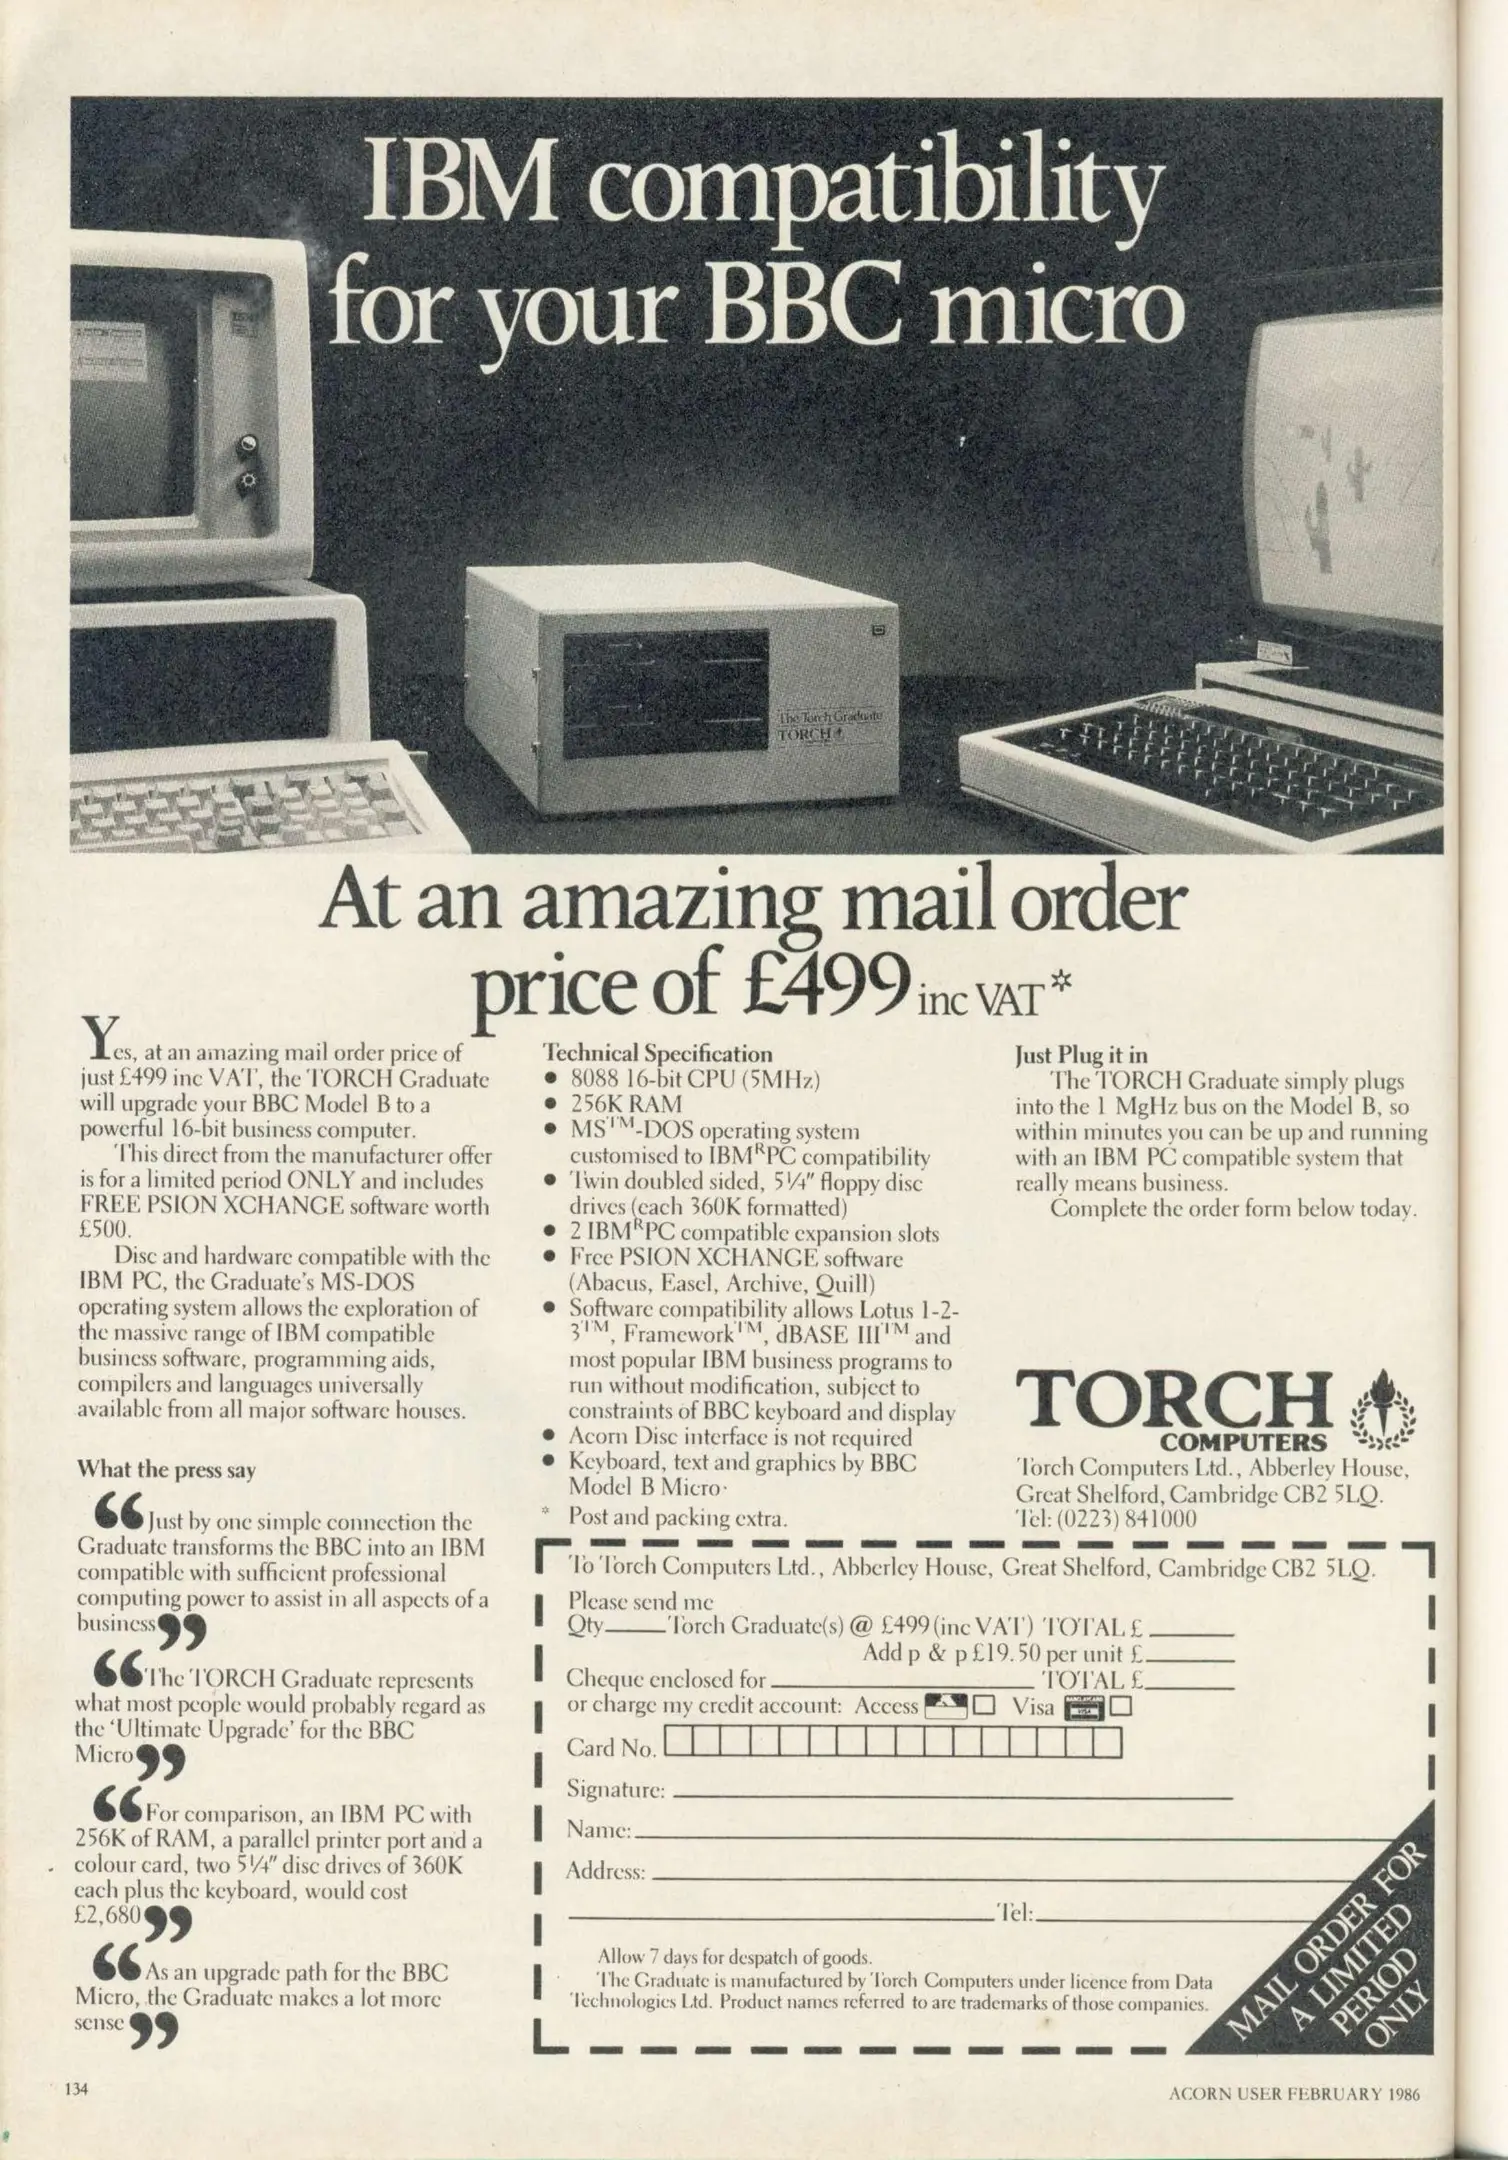 IBM compatibility
for your BBC micro
The Torch Graduate
TORCH
At an amazing mail order
price of £499 inc VAT*
Yes, at an amazing mail order price of
just £499 inc VAT, the TORCH Graduate
will upgrade your BBC Model B to a
powerful 16-bit business computer.
This direct from the manufacturer offer
is for a limited period ONLY and includes
FREE PSION XCHANGE software worth
£500.
Disc and hardware compatible with the
IBM PC, the Graduate's MS-DOS
operating system allows the exploration of
the massive range of IBM compatible
business software, programming aids,
compilers and languages universally
available from all major software houses.
What the press say
“Just by one simple connection the
Graduate transforms the BBC into an IBM
compatible with sufficient professional
computing power to assist in all aspects of a
business”
“The TORCH Graduate represents
what most people would probably regard as
the ‘Ultimate Upgrade’ for the BBC
Micro”
“For comparison, an IBM PC with
256K of RAM, a parallel printer port and a
colour card, two 5¼" disc drives of 360K
each plus the keyboard, would cost
£2,680”
“As an upgrade path for the BBC
Micro, the Graduate makes a lot more
sense”
Technical Specification
● 8088 16-bit CPU (5MHz)
● 256K RAM
● MS™-DOS operating system
customised to IBMᴿPC compatibility
● Twin doubled sided, 5¼" floppy disc
drives (each 360K formatted)
● 2 IBMᴿPC compatible expansion slots
● Free PSION XCHANGE software
(Abacus, Easel, Archive, Quill)
● Software compatibility allows Lotus 1-2-
3™, Framework™, dBASE III™ and
most popular IBM business programs to
run without modification, subject to
constraints of BBC keyboard and display
● Acorn Disc interface is not required
● Keyboard, text and graphics by BBC
Model B Micro·
* Post and packing extra.
Just Plug it in
The TORCH Graduate simply plugs
into the 1 MgHz bus on the Model B, so
within minutes you can be up and running
with an IBM PC compatible system that
really means business.
Complete the order form below today.
TORCH
COMPUTERS
Torch Computers Ltd., Abberley House,
Great Shelford, Cambridge CB2 5LQ.
Tel: (0223) 841000
To Torch Computers Ltd., Abberley House, Great Shelford, Cambridge CB2 5LQ.
Please send me
Qty Torch Graduate(s) @ £499 (inc VAT) TOTAL £
Add p & p £19.50 per unit £
Cheque enclosed for TOTAL £
or charge my credit account: Access Visa
Card No.
Signature:
Name:
Address:
Tel:
Allow 7 days for despatch of goods.
The Graduate is manufactured by Torch Computers under licence from Data
Technologies Ltd. Product names referred to are trademarks of those companies.
MAIL ORDER FOR
A LIMITED
PERIOD
ONLY
134
ACORN USER FEBRUARY 1986